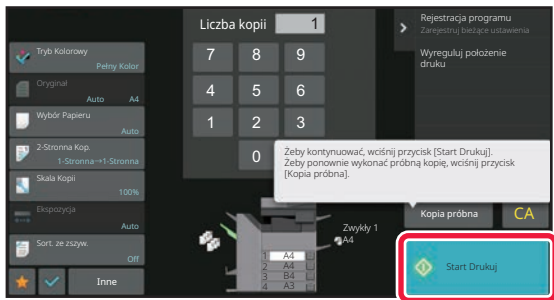 Liczba kopii 1
Tryb Kolorowy
Pełny Kolor
Oryginał
Auto A4
Wybór Papieru
Auto
2-Stronna Kop.
1-Stronna→1-Stronna
Skala Kopii
100%
Ekspozycja
Auto
Sort. ze zszyw.
Off
Inne
7 8 9
4 5 6
1 2 3
0
Rejestracja programu
Zarejestruj bieżące ustawienia
Wyreguluj położenie
druku
Żeby kontynuować, wciśnij przycisk [Start Drukuj].
Żeby ponownie wykonać próbną kopię, wciśnij przycisk
[Kopia próbna].
Kopia próbna CA
Zwykły 1
A4
1 A4
2 A4
3 B4
4 A3
Start Drukuj